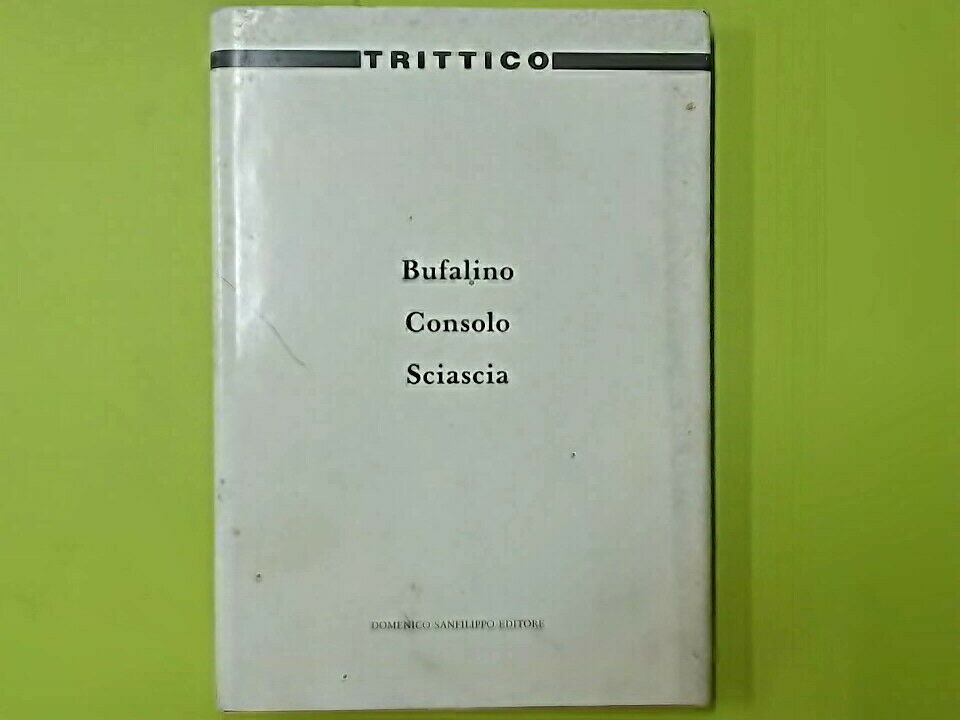 TRITTICO
Bufalino
Consolo
Sciascia
DOMENICO SANFILIPPO EDITORE